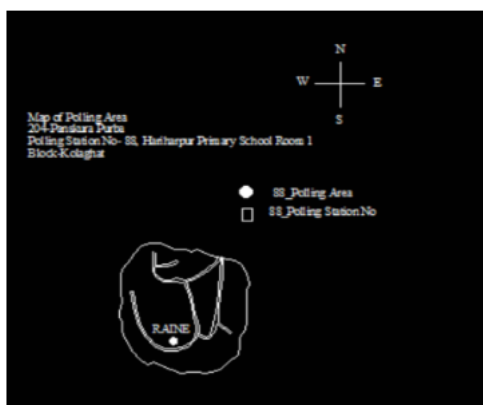 N
W E
S
Map of Polling Area
204-Panskura Purba
Polling Station No- 88, Hariharpur Primary School Room 1
Block-Kolaghat
88_Polling Area
88_Polling Station No
RAINE